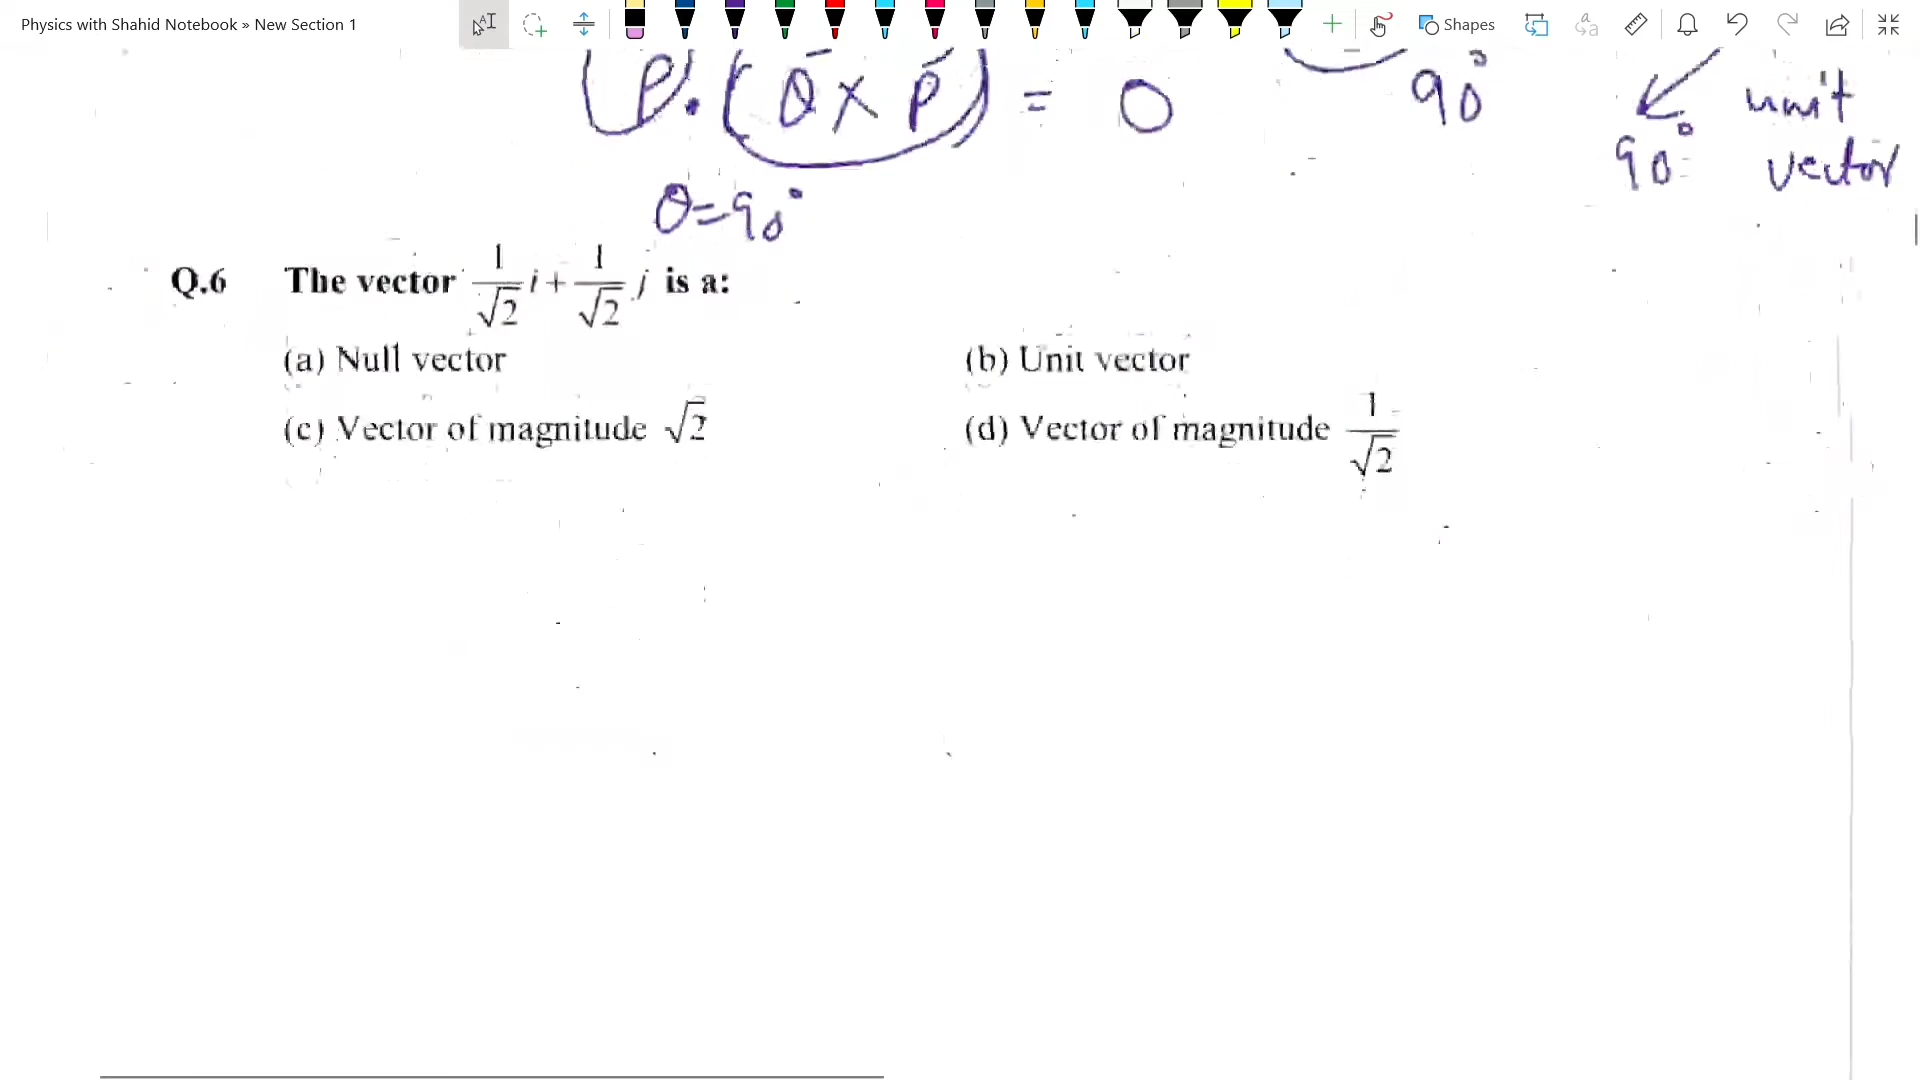 Physics with Shahid Notebook » New Section 1
Shapes
P̄.(Q̄ × P̄) = 0
90°
90°
unit
vector
θ=90°
Q.6 The vector 1/√2 i + 1/√2 j is a:
(a) Null vector (b) Unit vector
(c) Vector of magnitude √2 (d) Vector of magnitude 1/√2